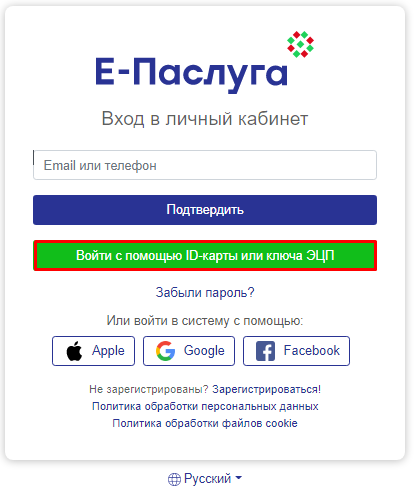 Е-Паслуга
Вход в личный кабинет
Email или телефон
Подтвердить
Войти с помощью ID-карты или ключа ЭЦП
Забыли пароль?
Или войти в систему с помощью:
Apple Google Facebook
Не зарегистрированы? Зарегистрироваться!
Политика обработки персональных данных
Политика обработки файлов cookie
Русский